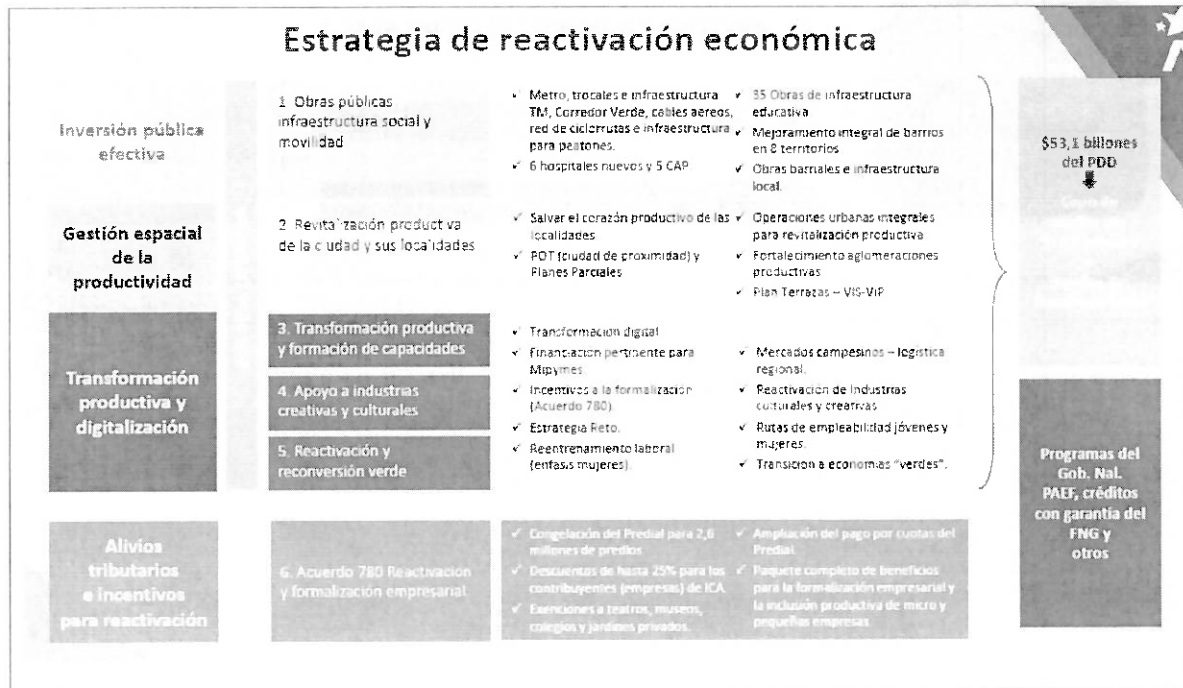 Estrategia de reactivación económica
Inversión pública
efectiva
1 Obras públicas
infraestructura social y
movilidad
✓ Metro, trocales e infraestructura
TM, Corredor Verde, cables aereos,
red de ciclorrutas e infraestructura
para peatones.
✓ 6 hospitales nuevos y 5 CAP
✓ 35 Obras de infraestructura
educativa
✓ Mejoramiento integral de barrios
en 8 territorios
✓ Obras barriales e infraestructura
local.
$53,1 billones
del PDD
Gestión espacial
de la
productividad
2 Revitalización productiva
de la ciudad y sus localidades
✓ Salvar el corazón productivo de las
localidades
✓ POT (ciudad de proximidad) y
Planes Parciales
✓ Operaciones urbanas integrales
para revitalización productiva
✓ Fortalecimiento aglomeraciones
productivas
✓ Plan Terrazas – VIS-VIP
Transformación
productiva y
digitalización
3. Transformación productiva
y formación de capacidades
4. Apoyo a industrias
creativas y culturales
5. Reactivación y
reconversión verde
✓ Transformacion digital
✓ Financiación pertinente para
Mipymes.
✓ Incentivos a la formalización
(Acuerdo 780).
✓ Estrategia Reto.
✓ Reentrenamiento laboral
(enfasis mujeres).
✓ Mercados campesinos – logistica
regional.
✓ Reactivación de Industrias
culturales y creativas
✓ Rutas de empleabilidad jóvenes y
mujeres.
✓ Transicion a economias "verdes".
Programas del
Gob. Nal.
PAEF, créditos
con garantía del
FNG y
otros
Alivios
tributarios
e incentivos
para reactivación
6. Acuerdo 780 Reactivación
y formalización empresarial
✓ Congelación del Predial para 2,6
millones de predios
✓ Descuentos de hasta 25% para los
contribuyentes (empresas) de ICA
✓ Exenciones a teatros, museos,
colegios y jardines privados.
✓ Ampliación del pago por cuotas del
Predial
✓ Paquete completo de beneficios
para la formalización empresarial y
la inclusión productiva de micro y
pequeñas empresas